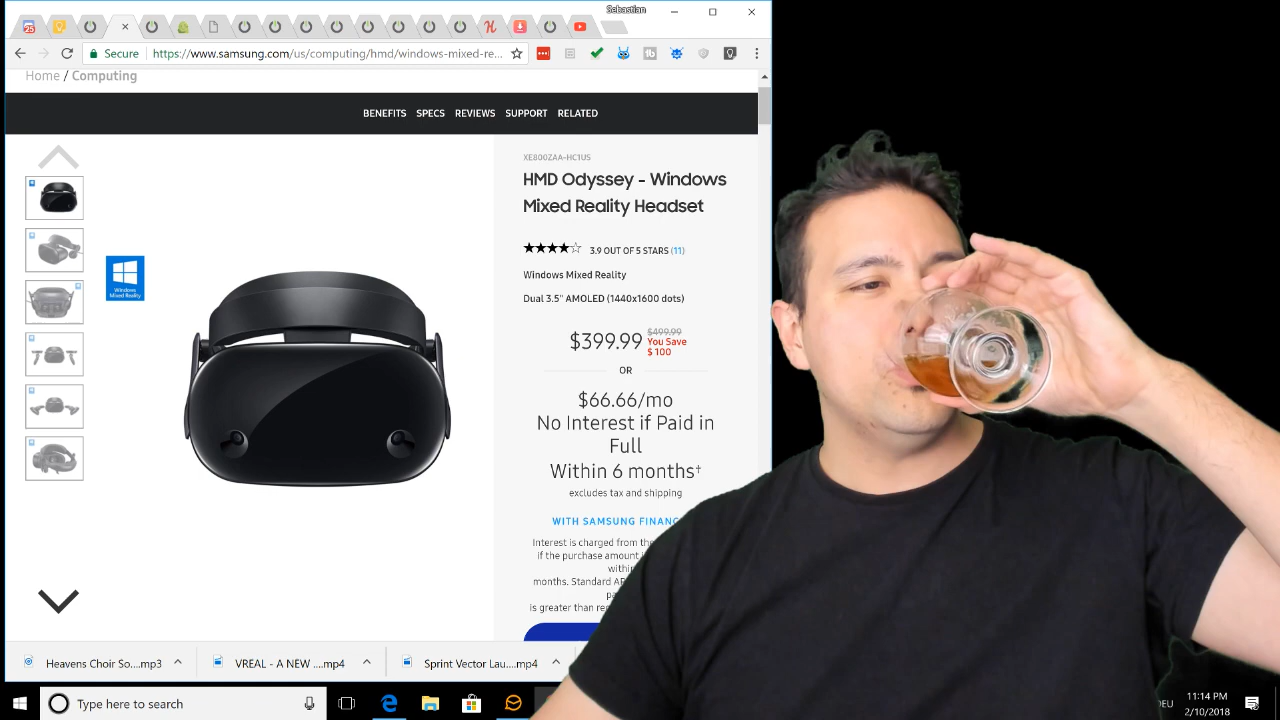 Sebastian
25
Secure
https://www.samsung.com/us/computing/hmd/windows-mixed-re...
Home / Computing
BENEFITS SPECS REVIEWS SUPPORT RELATED
XE800ZAA-HC1US
HMD Odyssey - Windows
Mixed Reality Headset
3.9 OUT OF 5 STARS (11)
Windows Mixed Reality
Dual 3.5" AMOLED (1440x1600 dots)
Windows
Mixed Reality
$399.99
$499.99
You Save
$ 100
OR
$66.66/mo
No Interest if Paid in
Full
Within 6 months†
excludes tax and shipping
WITH SAMSUNG FINANC
Interest is charged from the
if the purchase amount
within
months. Standard AP
is greater than
Heavens Choir So....mp3
VREAL - A NEW ....mp4
Sprint Vector Lau....mp4
Type here to search
DEU
11:14 PM
2/10/2018